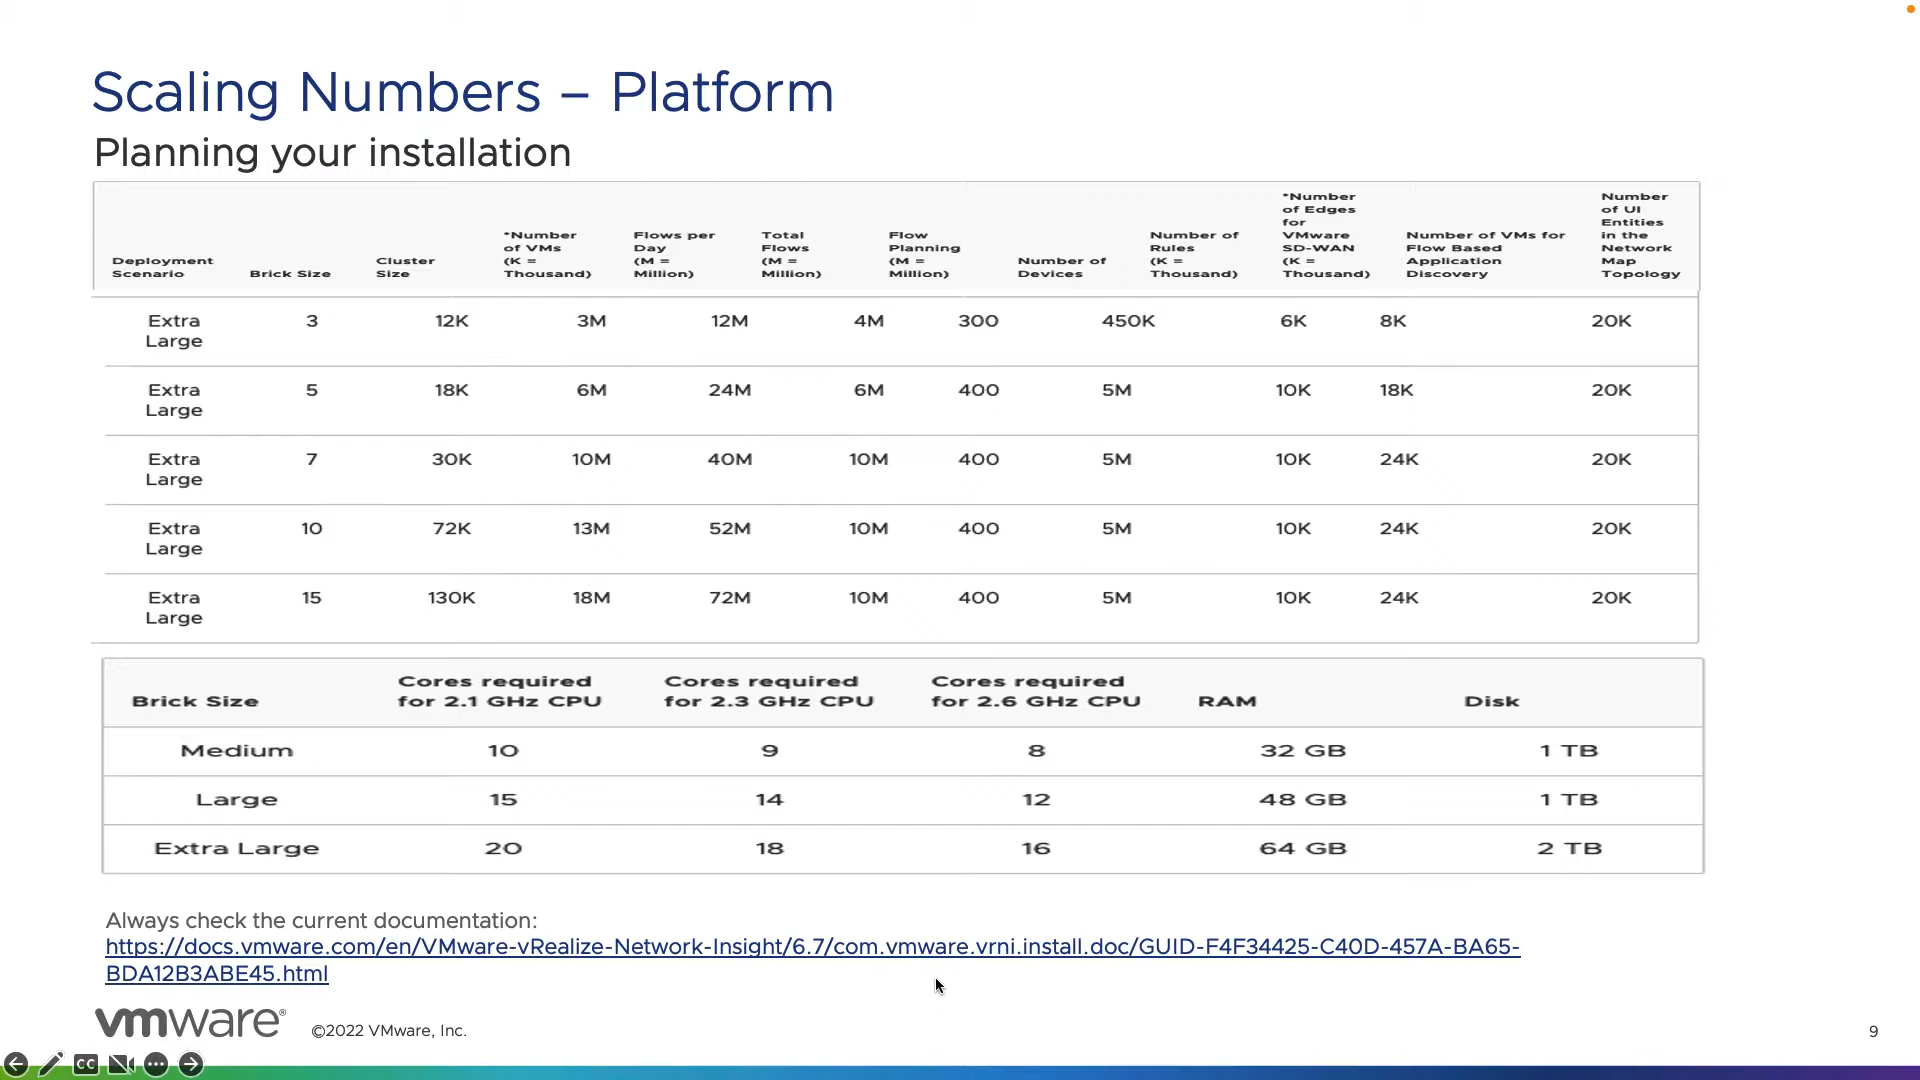 Scaling Numbers – Platform
Planning your installation
Deployment Scenario Brick Size Cluster Size *Number of VMs (K = Thousand) Flows per Day (M = Million) Total Flows (M = Million) Flow Planning (M = Million) Number of Devices Number of Rules (K = Thousand) *Number of Edges for VMware SD-WAN (K = Thousand) Number of VMs for Flow Based Application Discovery Number of UI Entities in the Network Map Topology
Extra Large 3 12K 3M 12M 4M 300 450K 6K 8K 20K
Extra Large 5 18K 6M 24M 6M 400 5M 10K 18K 20K
Extra Large 7 30K 10M 40M 10M 400 5M 10K 24K 20K
Extra Large 10 72K 13M 52M 10M 400 5M 10K 24K 20K
Extra Large 15 130K 18M 72M 10M 400 5M 10K 24K 20K
Brick Size Cores required for 2.1 GHz CPU Cores required for 2.3 GHz CPU Cores required for 2.6 GHz CPU RAM Disk
Medium 10 9 8 32 GB 1 TB
Large 15 14 12 48 GB 1 TB
Extra Large 20 18 16 64 GB 2 TB
Always check the current documentation:
https://docs.vmware.com/en/VMware-vRealize-Network-Insight/6.7/com.vmware.vrni.install.doc/GUID-F4F34425-C40D-457A-BA65-
BDA12B3ABE45.html
vmware® ©2022 VMware, Inc. 9
CC